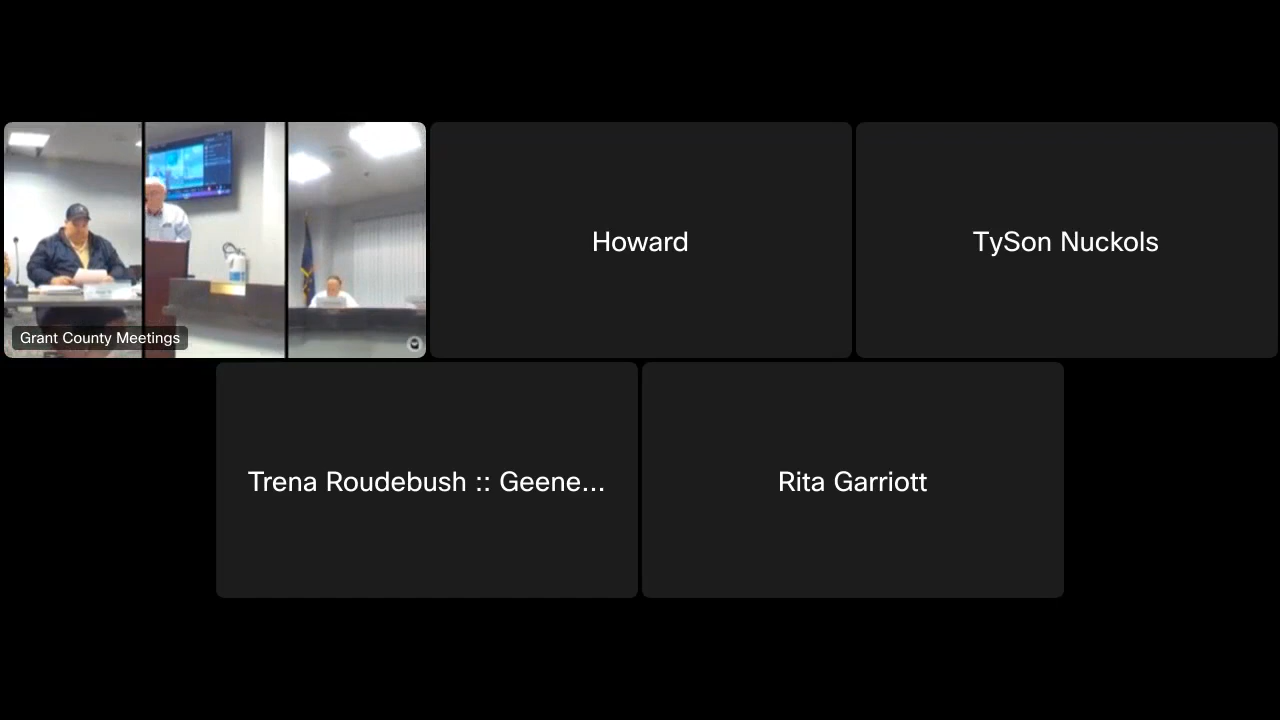 Grant County Meetings
Howard
TySon Nuckols
Trena Roudebush :: Geene...
Rita Garriott